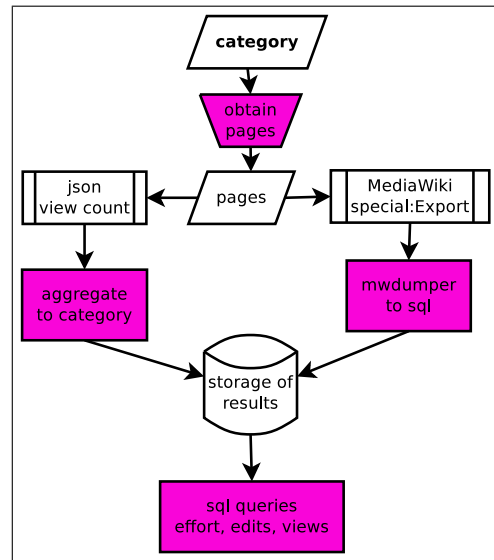 category
obtain
pages
json
view count
pages
MediaWiki
special:Export
aggregate
to category
mwdumper
to sql
storage of
results
sql queries
effort, edits, views